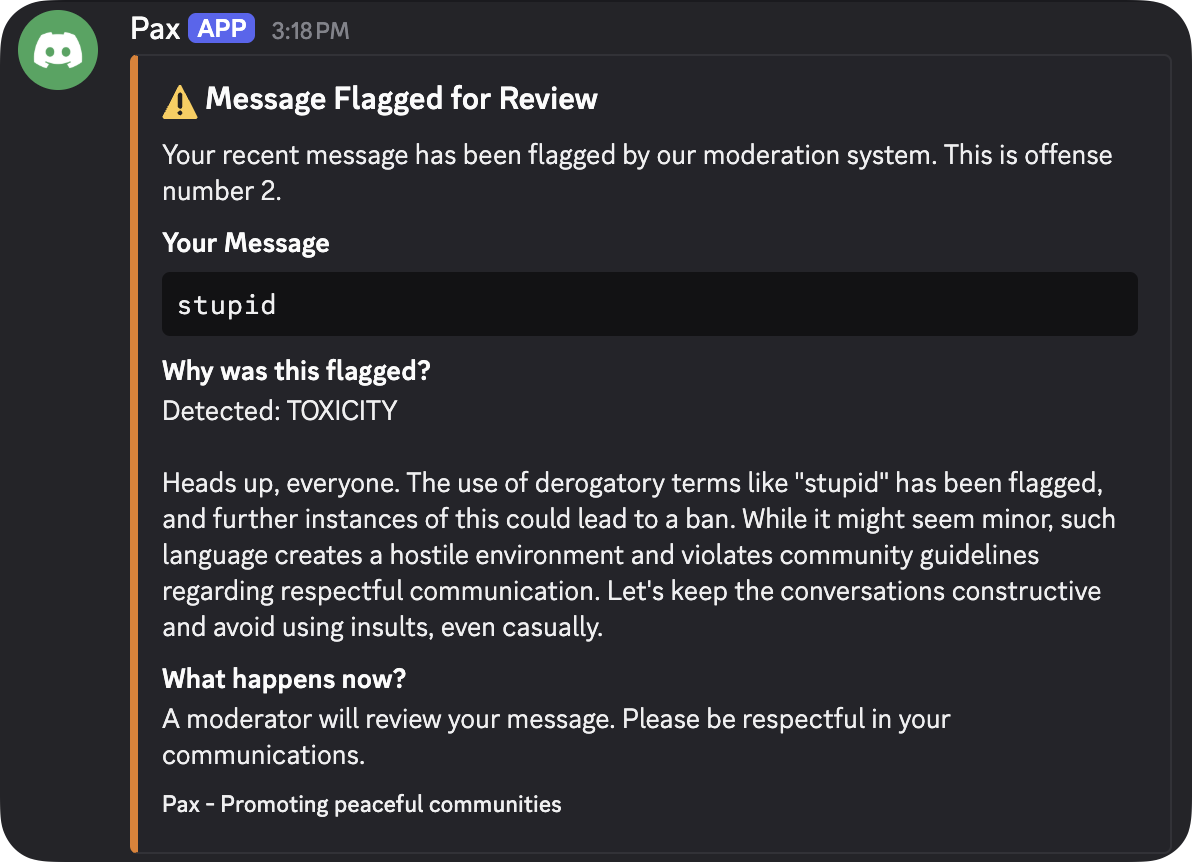 Pax APP 3:18 PM
Message Flagged for Review
Your recent message has been flagged by our moderation system. This is offense
number 2.
Your Message
stupid
Why was this flagged?
Detected: TOXICITY
Heads up, everyone. The use of derogatory terms like "stupid" has been flagged,
and further instances of this could lead to a ban. While it might seem minor, such
language creates a hostile environment and violates community guidelines
regarding respectful communication. Let's keep the conversations constructive
and avoid using insults, even casually.
What happens now?
A moderator will review your message. Please be respectful in your
communications.
Pax - Promoting peaceful communities